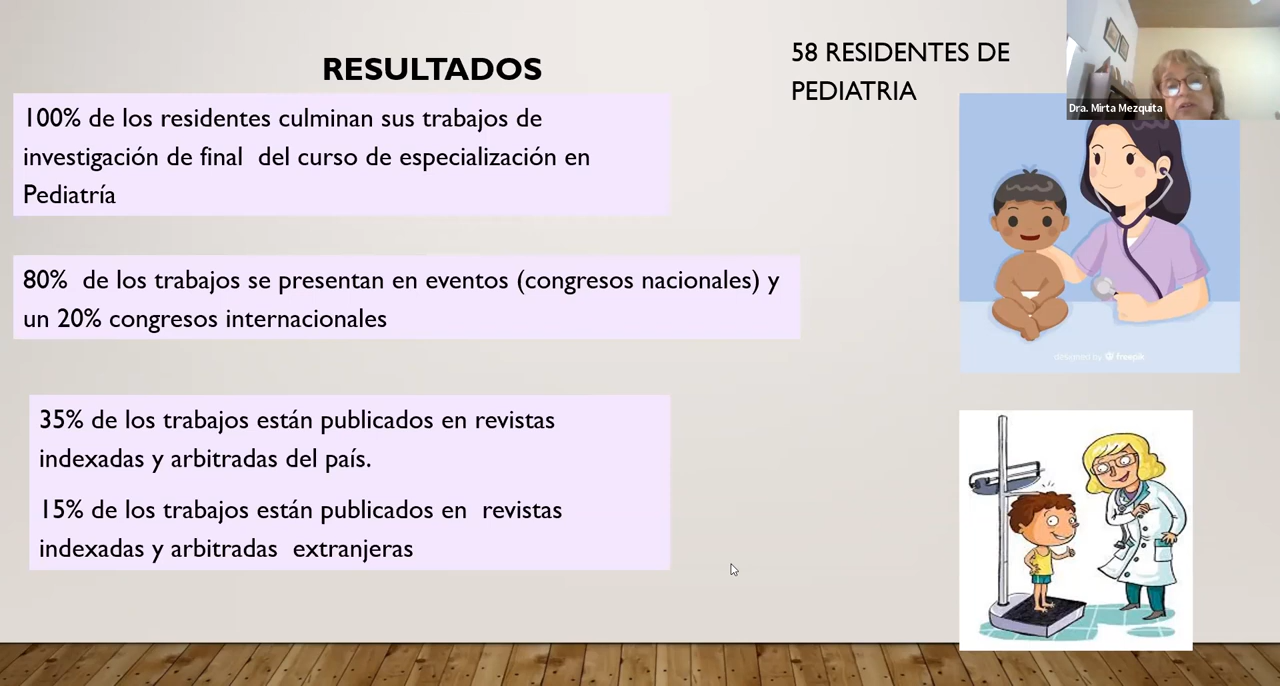 RESULTADOS
58 RESIDENTES DE
PEDIATRIA
Dra. Mirta Mezquita
100% de los residentes culminan sus trabajos de
investigación de final del curso de especialización en
Pediatría
80% de los trabajos se presentan en eventos (congresos nacionales) y
un 20% congresos internacionales
35% de los trabajos están publicados en revistas
indexadas y arbitradas del país.
15% de los trabajos están publicados en revistas
indexadas y arbitradas extranjeras
designed by freepik